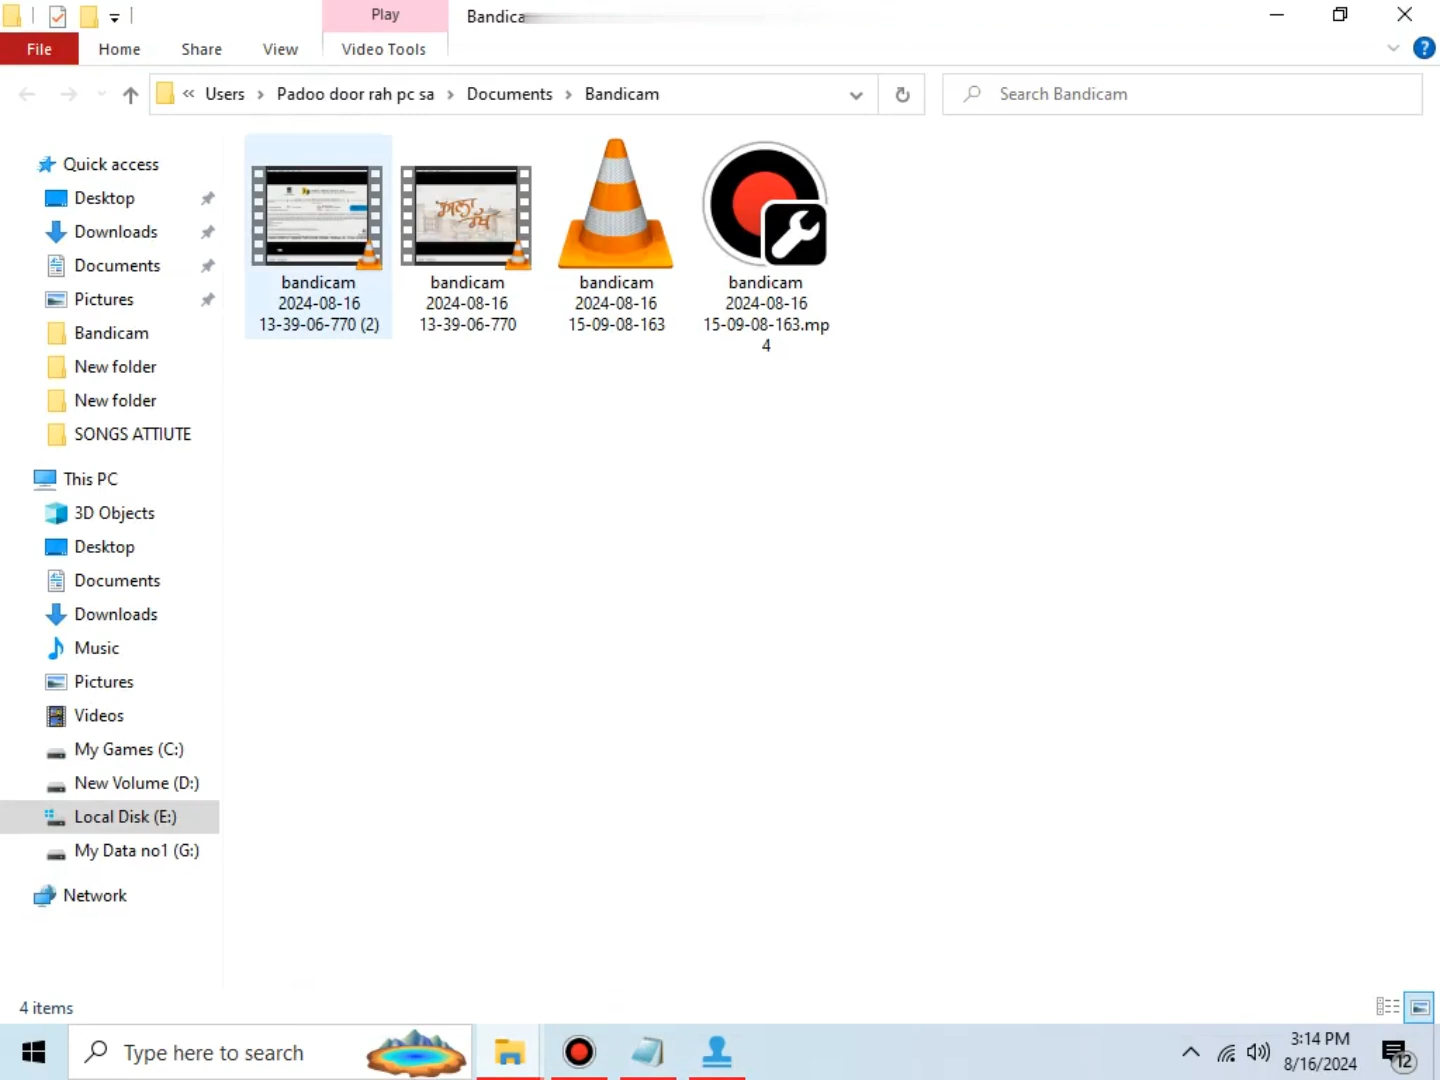 Play
Bandica
File
Home
Share
View
Video Tools
?
« Users › Padoo door rah pc sa › Documents › Bandicam
Search Bandicam
Quick access
Desktop
Downloads
Documents
Pictures
Bandicam
New folder
New folder
SONGS ATTIUTE
This PC
3D Objects
Desktop
Documents
Downloads
Music
Pictures
Videos
My Games (C:)
New Volume (D:)
Local Disk (E:)
My Data no1 (G:)
Network
ਅਲਾ
ਰੱਖ
bandicam
2024-08-16
13-39-06-770 (2)
bandicam
2024-08-16
13-39-06-770
bandicam
2024-08-16
15-09-08-163
bandicam
2024-08-16
15-09-08-163.mp
4
4 items
Type here to search
3:14 PM
8/16/2024
12